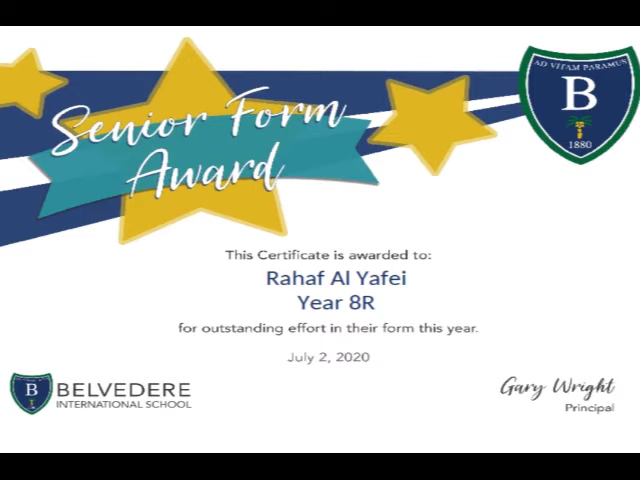 Senior Form
Award
AD VITAM PARAMUS
B
1880
This Certificate is awarded to:
Rahaf Al Yafei
Year 8R
for outstanding effort in their form this year.
July 2, 2020
B
BELVEDERE
INTERNATIONAL SCHOOL
Gary Wright
Principal